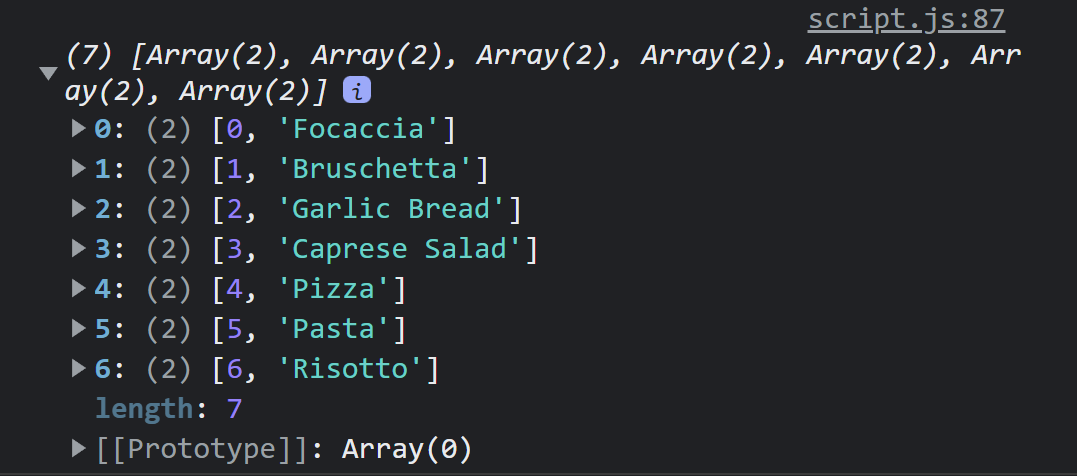 script.js:87
(7) [Array(2), Array(2), Array(2), Array(2), Array(2), Arr
ay(2), Array(2)] i
0: (2) [0, 'Focaccia']
1: (2) [1, 'Bruschetta']
2: (2) [2, 'Garlic Bread']
3: (2) [3, 'Caprese Salad']
4: (2) [4, 'Pizza']
5: (2) [5, 'Pasta']
6: (2) [6, 'Risotto']
length: 7
[[Prototype]]: Array(0)